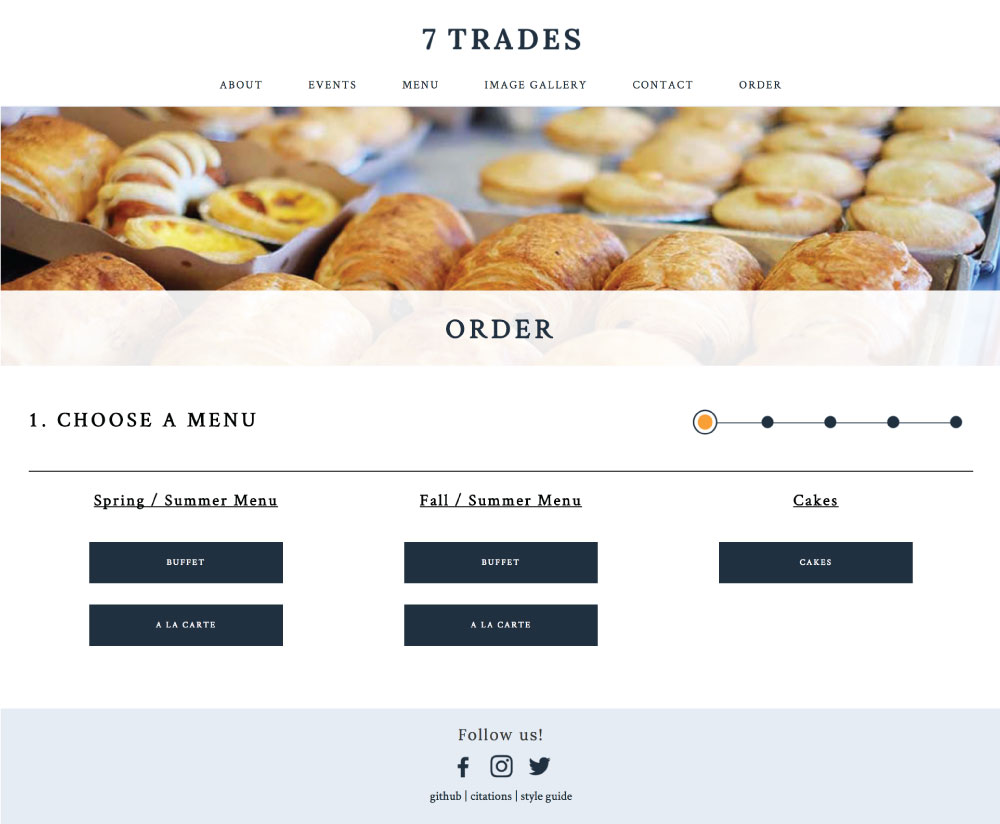 7 TRADES
ABOUT EVENTS MENU IMAGE GALLERY CONTACT ORDER
ORDER
1. CHOOSE A MENU
Spring / Summer Menu Fall / Summer Menu Cakes
BUFFET BUFFET CAKES
A LA CARTE A LA CARTE
Follow us!
github | citations | style guide